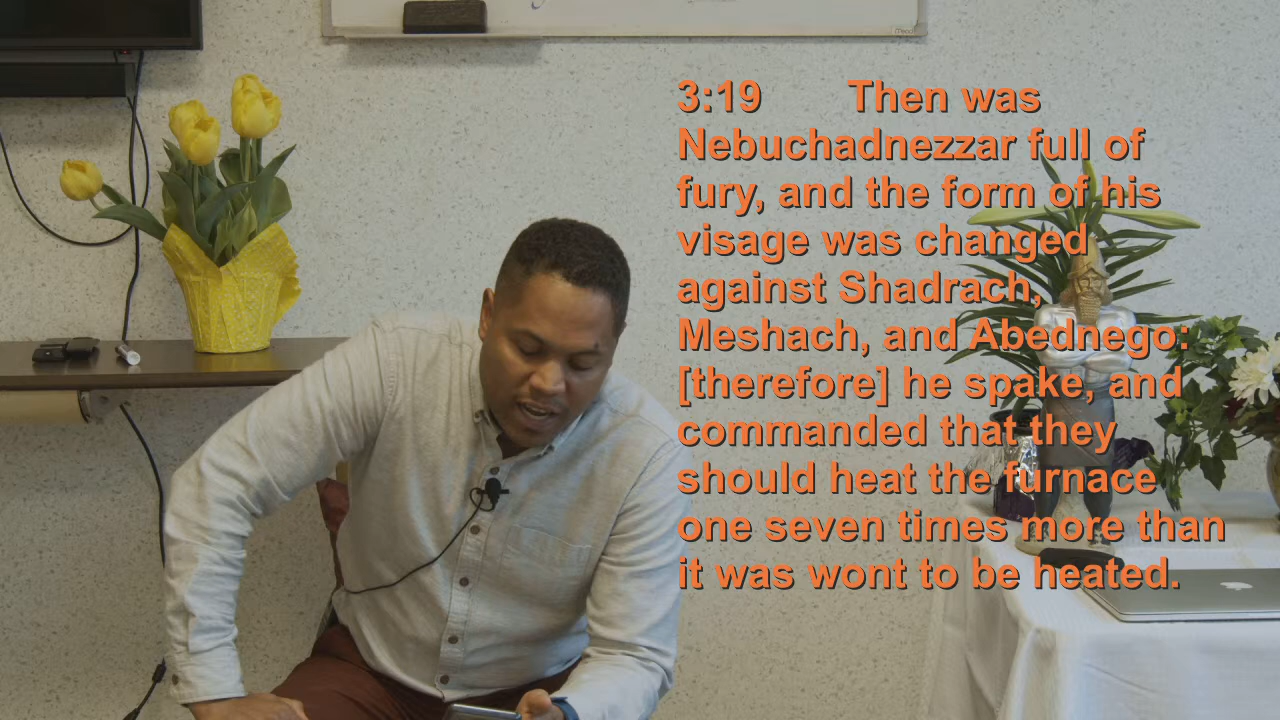 3:19 Then was
Nebuchadnezzar full of
fury, and the form of his
visage was changed
against Shadrach,
Meshach, and Abednego:
[therefore] he spake, and
commanded that they
should heat the furnace
one seven times more than
it was wont to be heated.